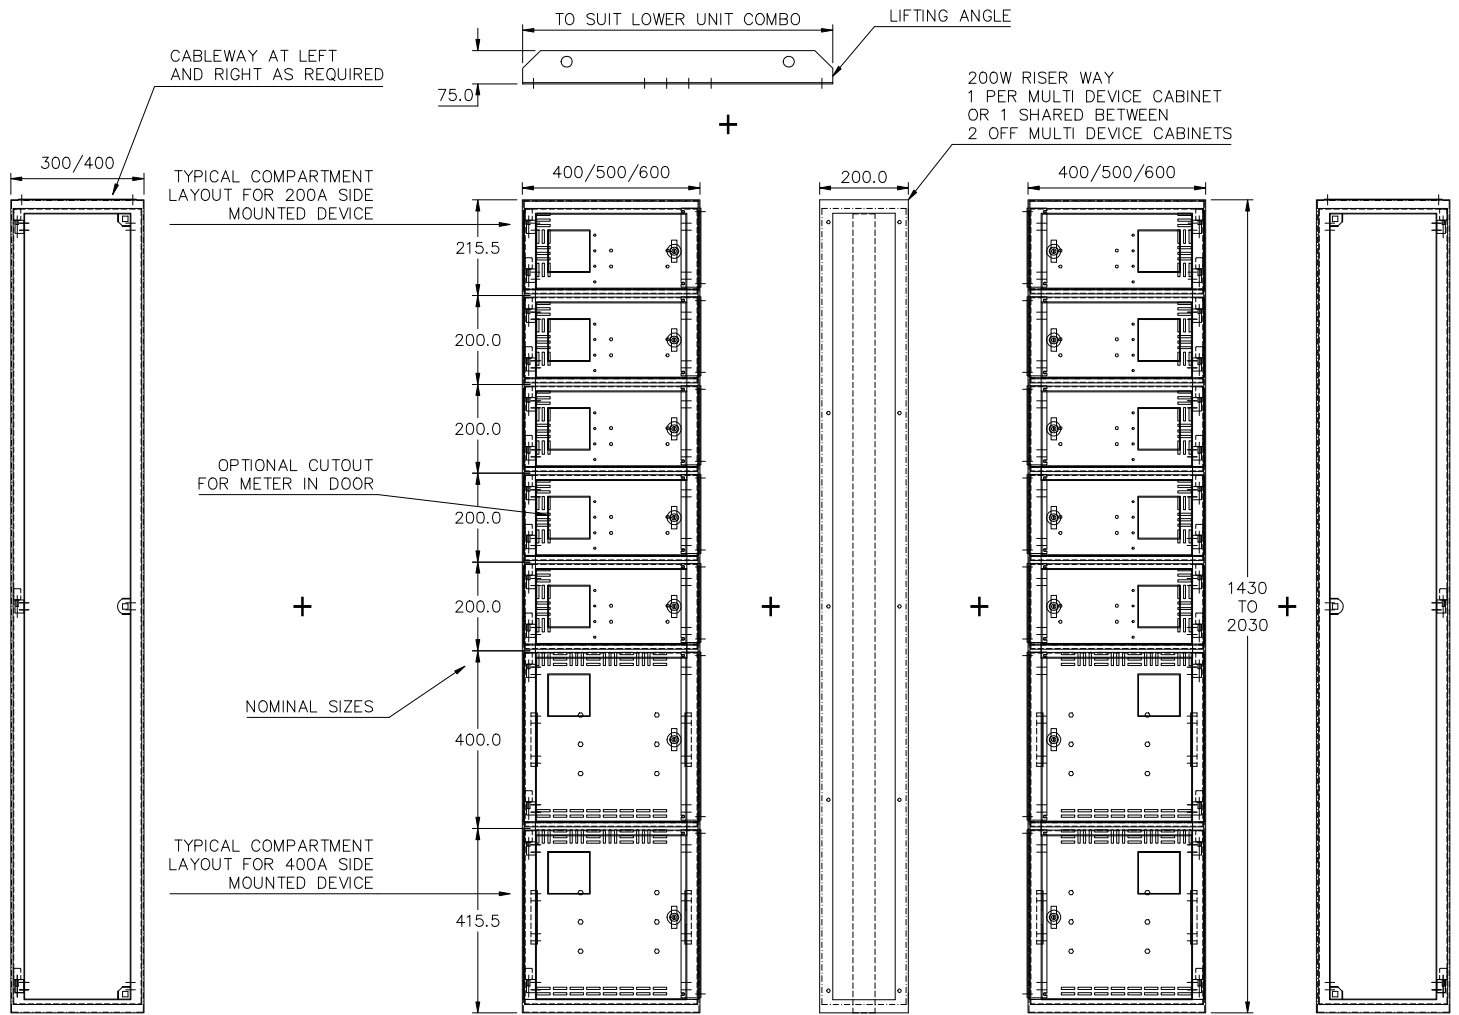 TO SUIT LOWER UNIT COMBO
LIFTING ANGLE
CABLEWAY AT LEFT
AND RIGHT AS REQUIRED
75.0
200W RISER WAY
1 PER MULTI DEVICE CABINET
OR 1 SHARED BETWEEN
2 OFF MULTI DEVICE CABINETS
300/400
TYPICAL COMPARTMENT
LAYOUT FOR 200A SIDE
MOUNTED DEVICE
400/500/600
200.0
400/500/600
215.5
200.0
200.0
OPTIONAL CUTOUT
FOR METER IN DOOR
200.0
200.0
1430
TO
2030
NOMINAL SIZES
400.0
TYPICAL COMPARTMENT
LAYOUT FOR 400A SIDE
MOUNTED DEVICE
415.5